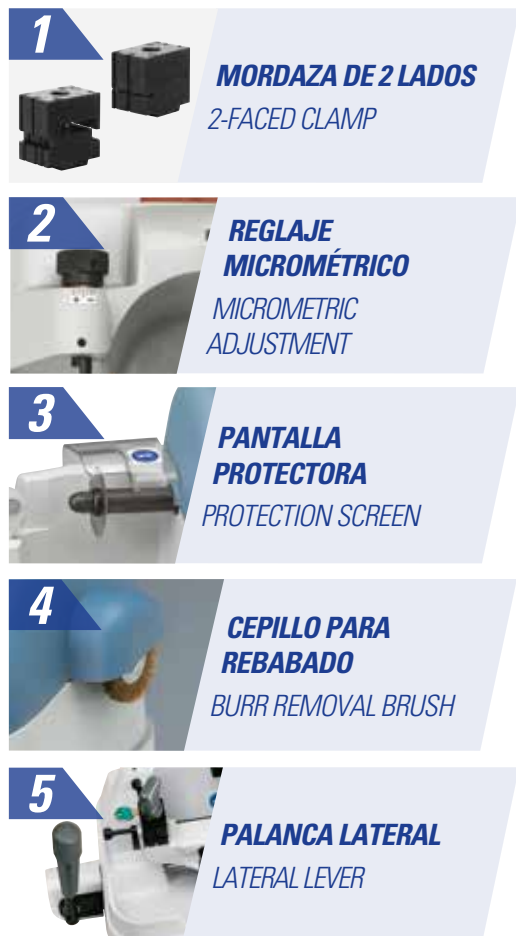 1
MORDAZA DE 2 LADOS
2-FACED CLAMP
2
REGLAJE
MICROMÉTRICO
MICROMETRIC
ADJUSTMENT
3
PANTALLA
PROTECTORA
PROTECTION SCREEN
4
CEPILLO PARA
REBABADO
BURR REMOVAL BRUSH
5
PALANCA LATERAL
LATERAL LEVER